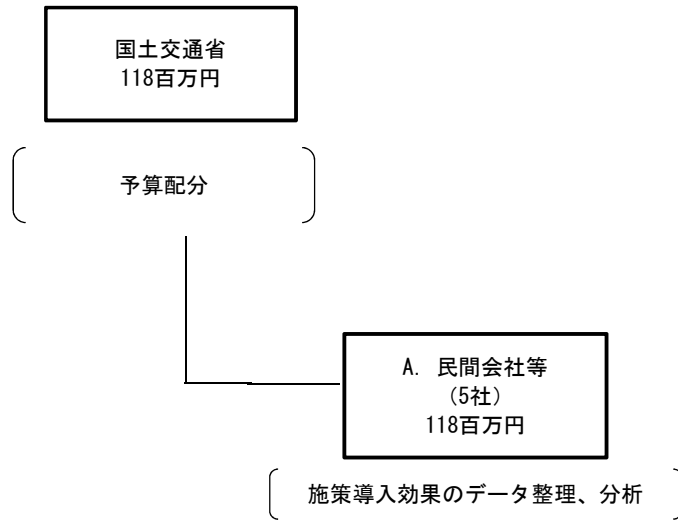 国土交通省
118百万円
予算配分
A. 民間会社等
(5社)
118百万円
施策導入効果のデータ整理、分析